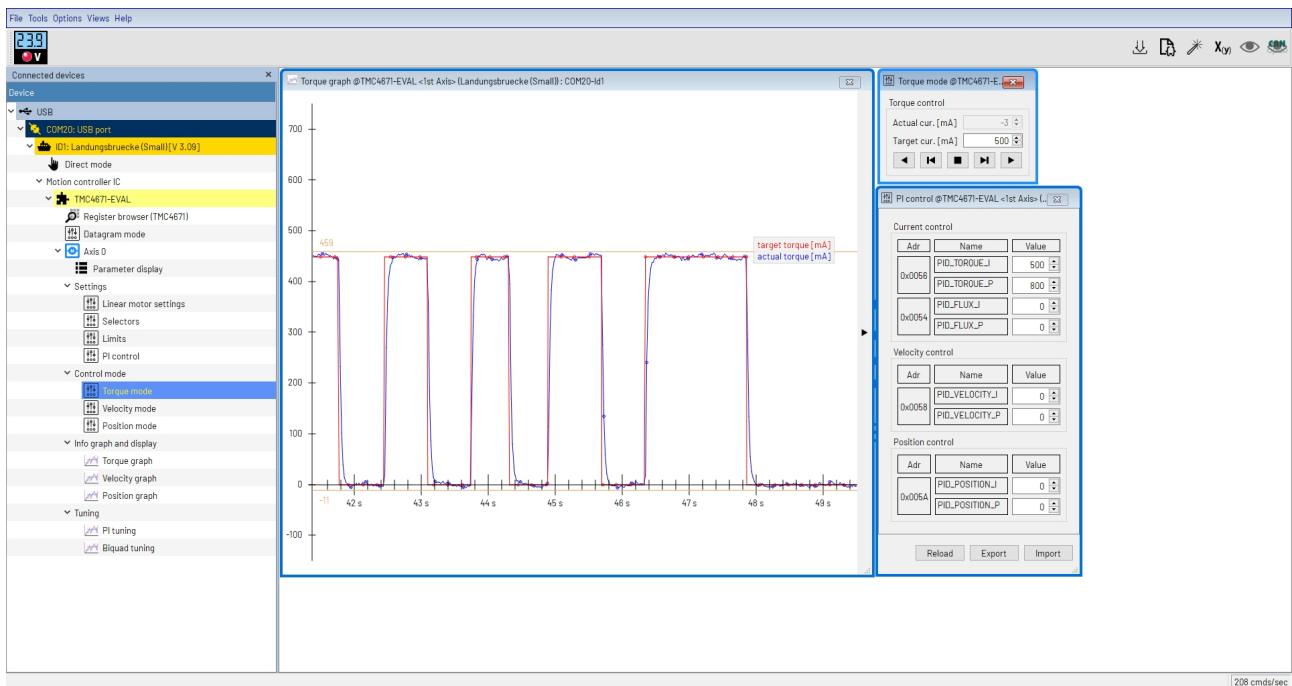 File Tools Options Views Help
23.9
V
X(y)
Connected devices
Device
USB
COM20: USB port
ID1: Landungsbruecke (Small) [V 3.09]
Direct mode
Motion controller IC
TMC4671-EVAL
Register browser (TMC4671)
Datagram mode
Axis 0
Parameter display
Settings
Linear motor settings
Selectors
Limits
PI control
Control mode
Torque mode
Velocity mode
Position mode
Info graph and display
Torque graph
Velocity graph
Position graph
Tuning
PI tuning
Biquad tuning
Torque graph @TMC4671-EVAL <1st Axis> (Landungsbruecke (Small)) : COM20-Id1
700
600
500
459
target torque [mA]
actual torque [mA]
400
300
200
100
0
-11
42 s 43 s 44 s 45 s 46 s 47 s 48 s 49 s
-100
Torque mode @TMC4671-E..
Torque control
Actual cur. [mA] -3
Target cur. [mA] 500
PI control @TMC4671-EVAL <1st Axis> (..
Current control
Adr Name Value
0x0056
PID_TORQUE_I 500
PID_TORQUE_P 800
0x0054
PID_FLUX_I 0
PID_FLUX_P 0
Velocity control
Adr Name Value
0x0058
PID_VELOCITY_I 0
PID_VELOCITY_P 0
Position control
Adr Name Value
0x005A
PID_POSITION_I 0
PID_POSITION_P 0
Reload Export Import
208 cmds/sec